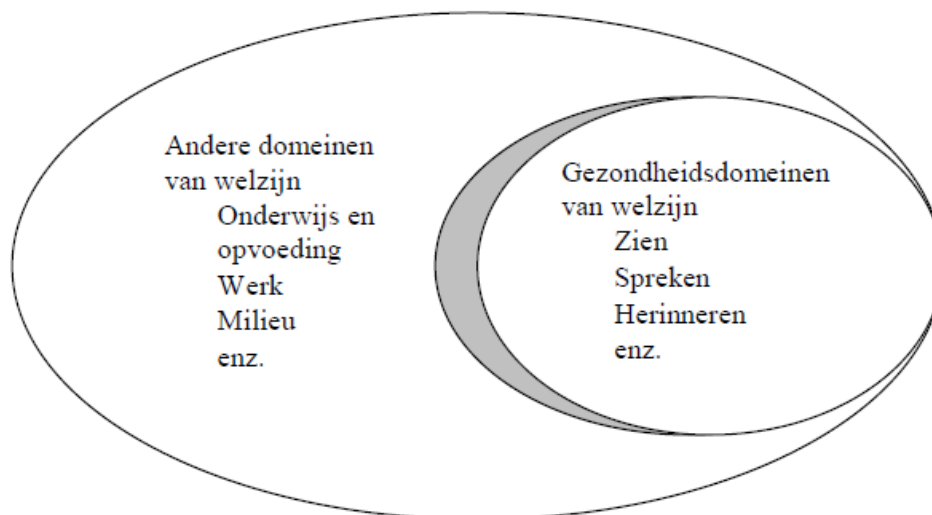 Andere domeinen
van welzijn
Onderwijs en
opvoeding
Werk
Milieu
enz.
Gezondheidsdomeinen
van welzijn
Zien
Spreken
Herinneren
enz.